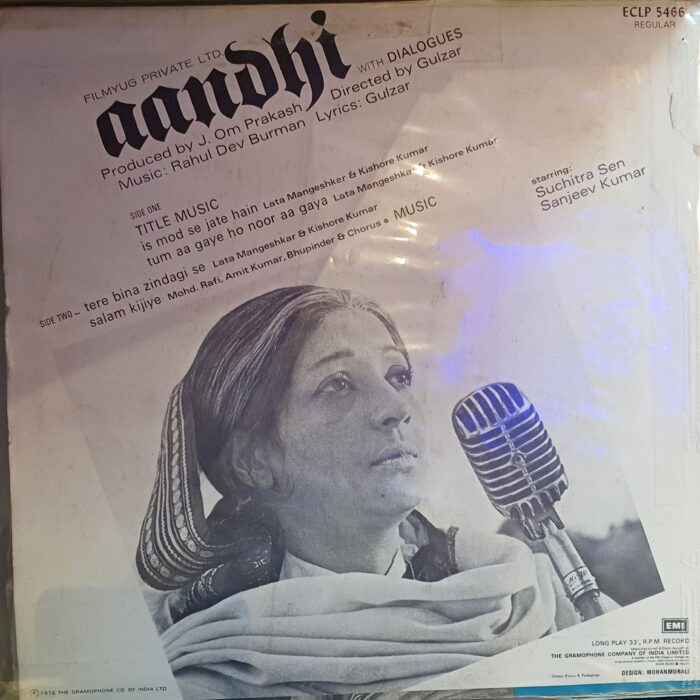 ECLP 5466
REGULAR
FILMYUG PRIVATE LTD.
aandhi
WITH DIALOGUES
Produced by J. Om Prakash Directed by Gulzar
Music: Rahul Dev Burman Lyrics: Gulzar
SIDE ONE
TITLE MUSIC
is mod se jate hain Lata Mangeshkar & Kishore Kumar
tum aa gaye ho noor aa gaya Lata Mangeshkar & Kishore Kumar
starring:
Suchitra Sen
Sanjeev Kumar
SIDE TWO – tere bina zindagi se Lata Mangeshkar & Kishore Kumar
salam kijiye Mohd. Rafi, Amit Kumar, Bhupinder & Chorus • MUSIC
EMI
LONG PLAY 33⅓ R.P.M. RECORD
THE GRAMOPHONE COMPANY OF INDIA LIMITED
DESIGN: MOHANMURALI
Ⓟ 1976 THE GRAMOPHONE CO OF INDIA LTD